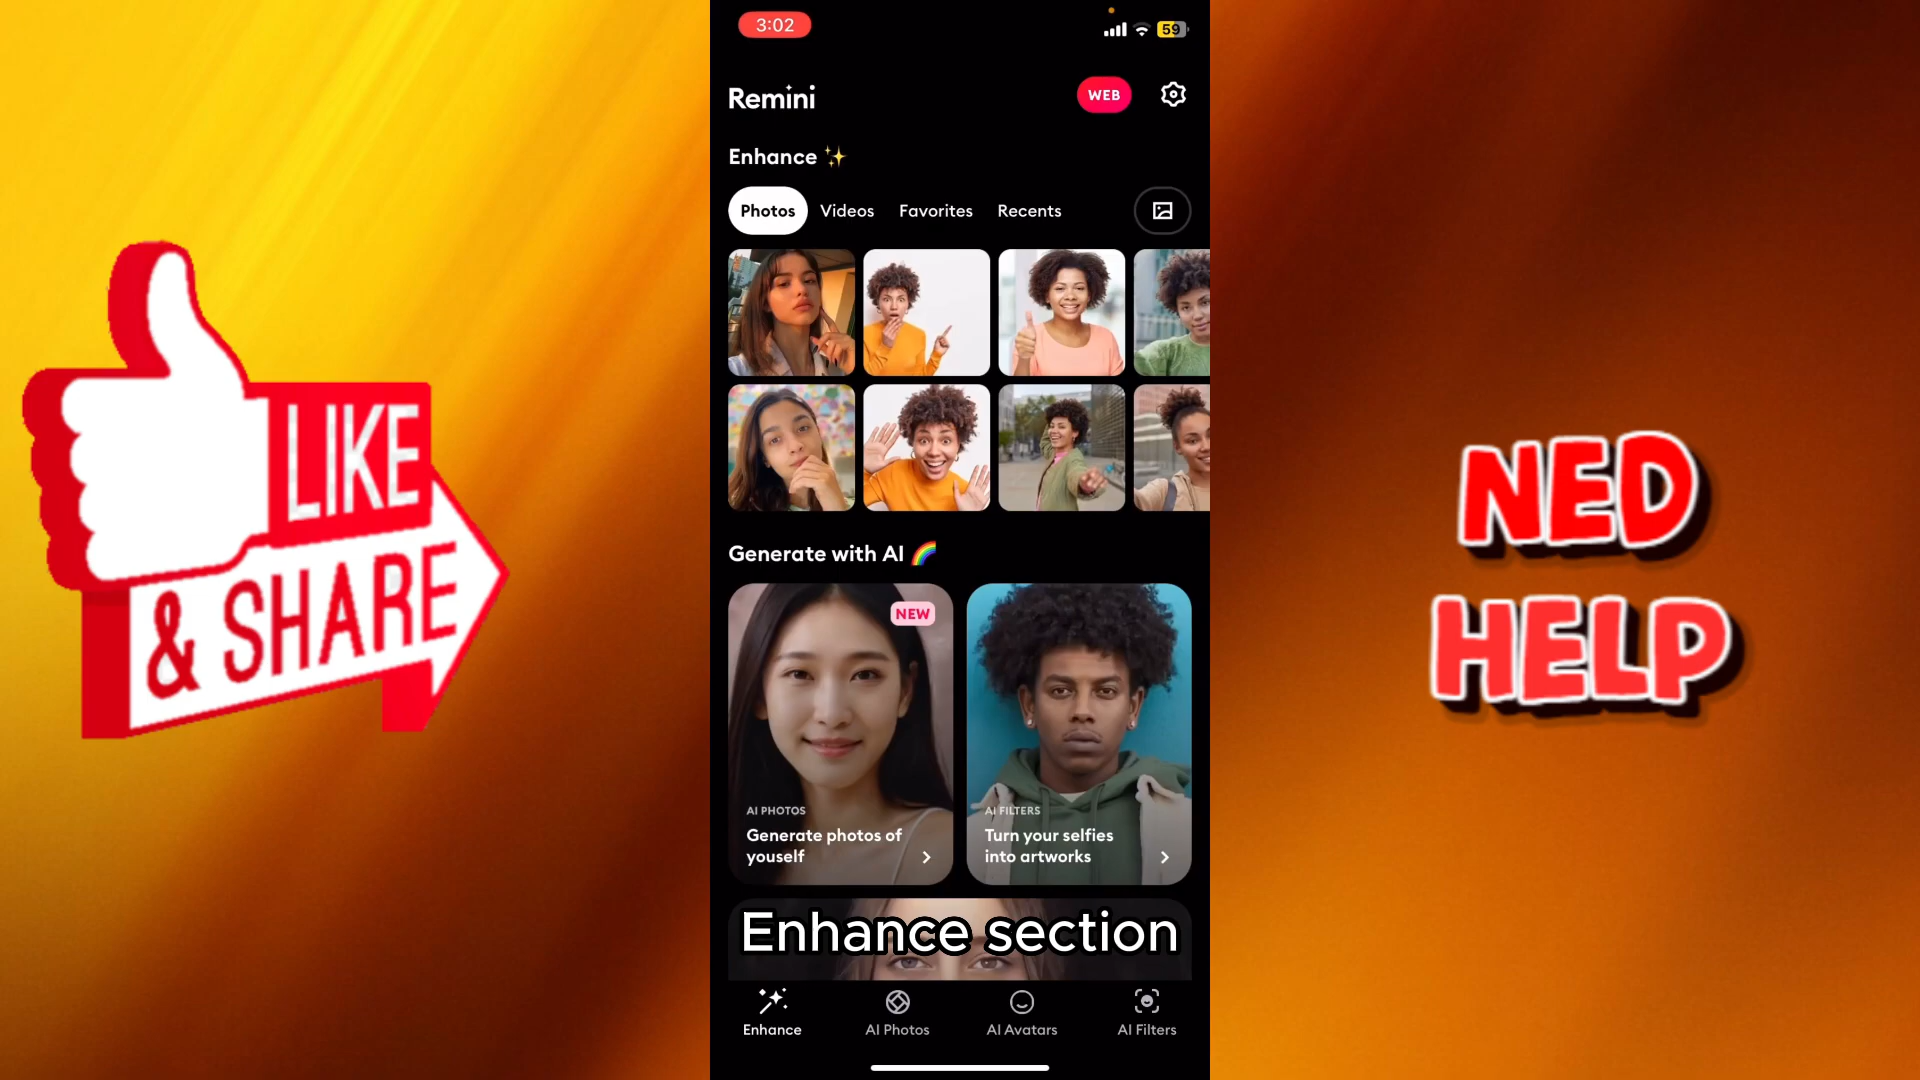 LIKE
& SHARE
3:02
59
Remini
WEB
Enhance ✨
Photos
Videos
Favorites
Recents
Generate with AI 🌈
NEW
AI PHOTOS
Generate photos of
youself
AI FILTERS
Turn your selfies
into artworks
Enhance section
Enhance
AI Photos
AI Avatars
AI Filters
NED
HELP